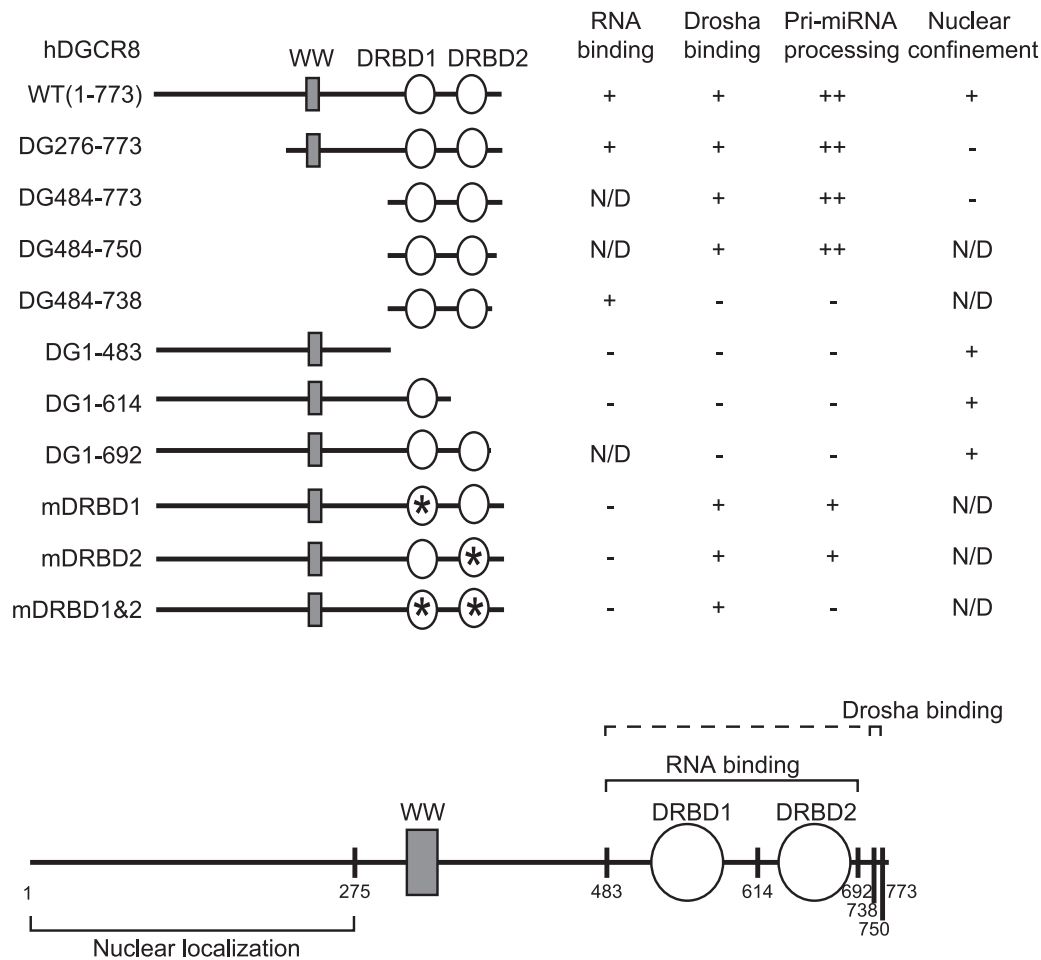 hDGCR8 WW DRBD1 DRBD2 RNA binding Drosha binding Pri-miRNA processing Nuclear confinement
WT(1-773) + + ++ +
DG276-773 + + ++ -
DG484-773 N/D + ++ -
DG484-750 N/D + ++ N/D
DG484-738 + - - N/D
DG1-483 - - - +
DG1-614 - - - +
DG1-692 N/D - - +
mDRBD1 * - + + N/D
mDRBD2 * - + + N/D
mDRBD1&2 * * - + - N/D
Drosha binding
RNA binding
WW DRBD1 DRBD2
1 275 483 614 692 773
738
750
Nuclear localization